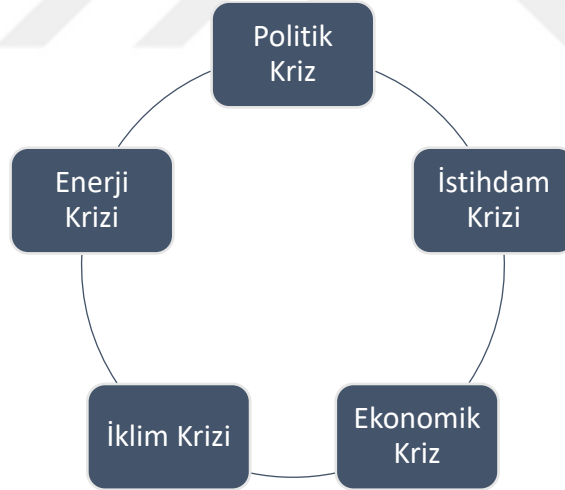 Politik
Kriz
İstihdam
Krizi
Ekonomik
Kriz
İklim Krizi
Enerji
Krizi